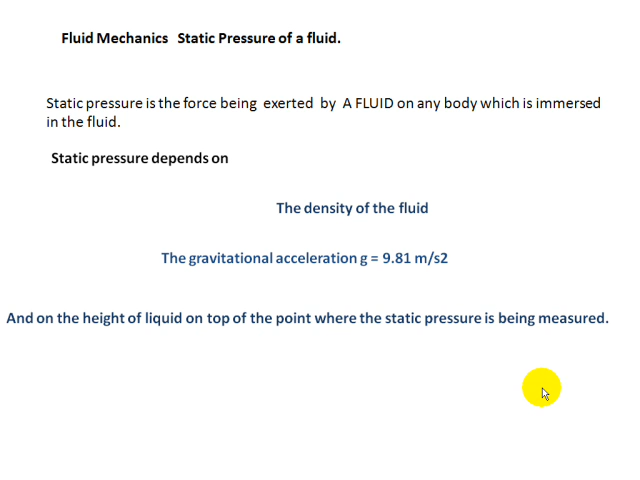 Fluid Mechanics  Static Pressure of a fluid.
Static pressure is the force being exerted by A FLUID on any body which is immersed
in the fluid.
Static pressure depends on
The density of the fluid
The gravitational acceleration g = 9.81 m/s2
And on the height of liquid on top of the point where the static pressure is being measured.